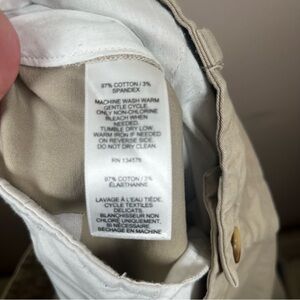 97% COTTON / 3%
SPANDEX
MACHINE WASH WARM
GENTLE CYCLE.
ONLY NON-CHLORINE
BLEACH WHEN
NEEDED.
TUMBLE DRY LOW.
WARM IRON IF NEEDED
ON REVERSE SIDE.
DO NOT DRY CLEAN.
RN 134576
97% COTON / 3%
ÉLASTHANNE
LAVAGE À L'EAU TIÈDE,
CYCLE TEXTILES
DÉLICATS.
BLANCHISSEUR NON
CHLORÉ UNIQUEMENT,
SI NÉCESSAIRE.
SÉCHAGE EN MACHINE